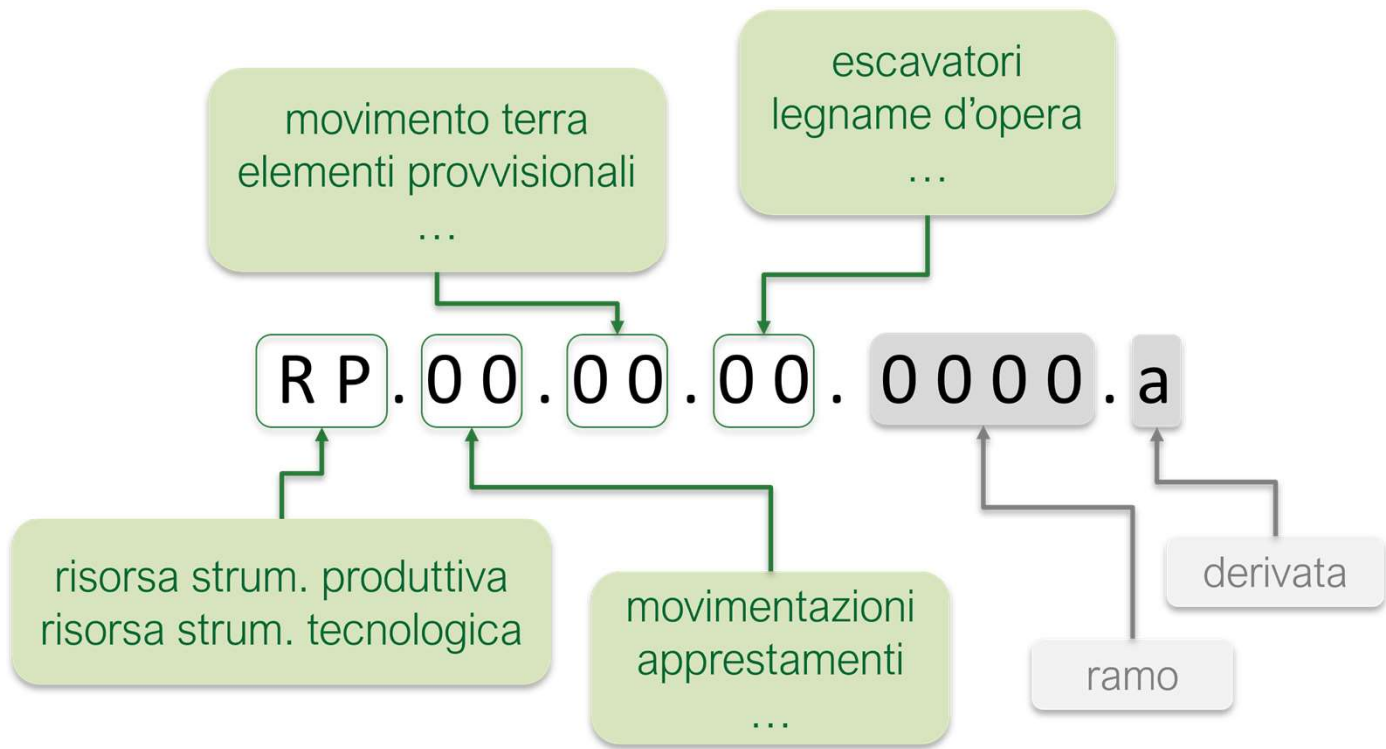 escavatori
legname d'opera
...
movimento terra
elementi provvisionali
...
RP.00.00.00.0000.a
risorsa strum. produttiva
risorsa strum. tecnologica
movimentazioni
apprestamenti
...
derivata
ramo